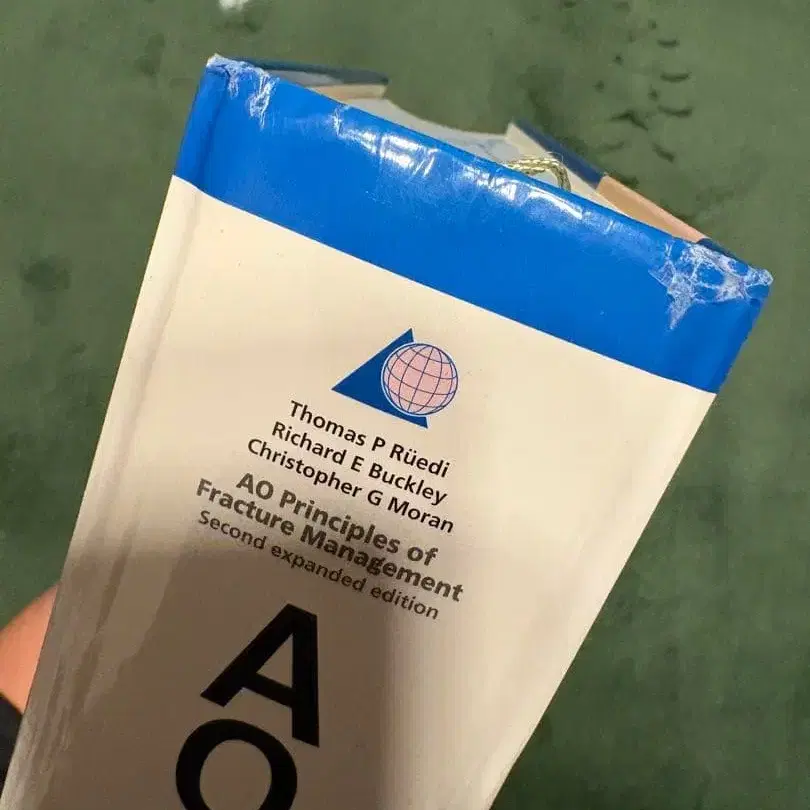 Thomas P Rüedi
Richard E Buckley
Christopher G Moran
AO Principles of
Fracture Management
Second expanded edition
AO